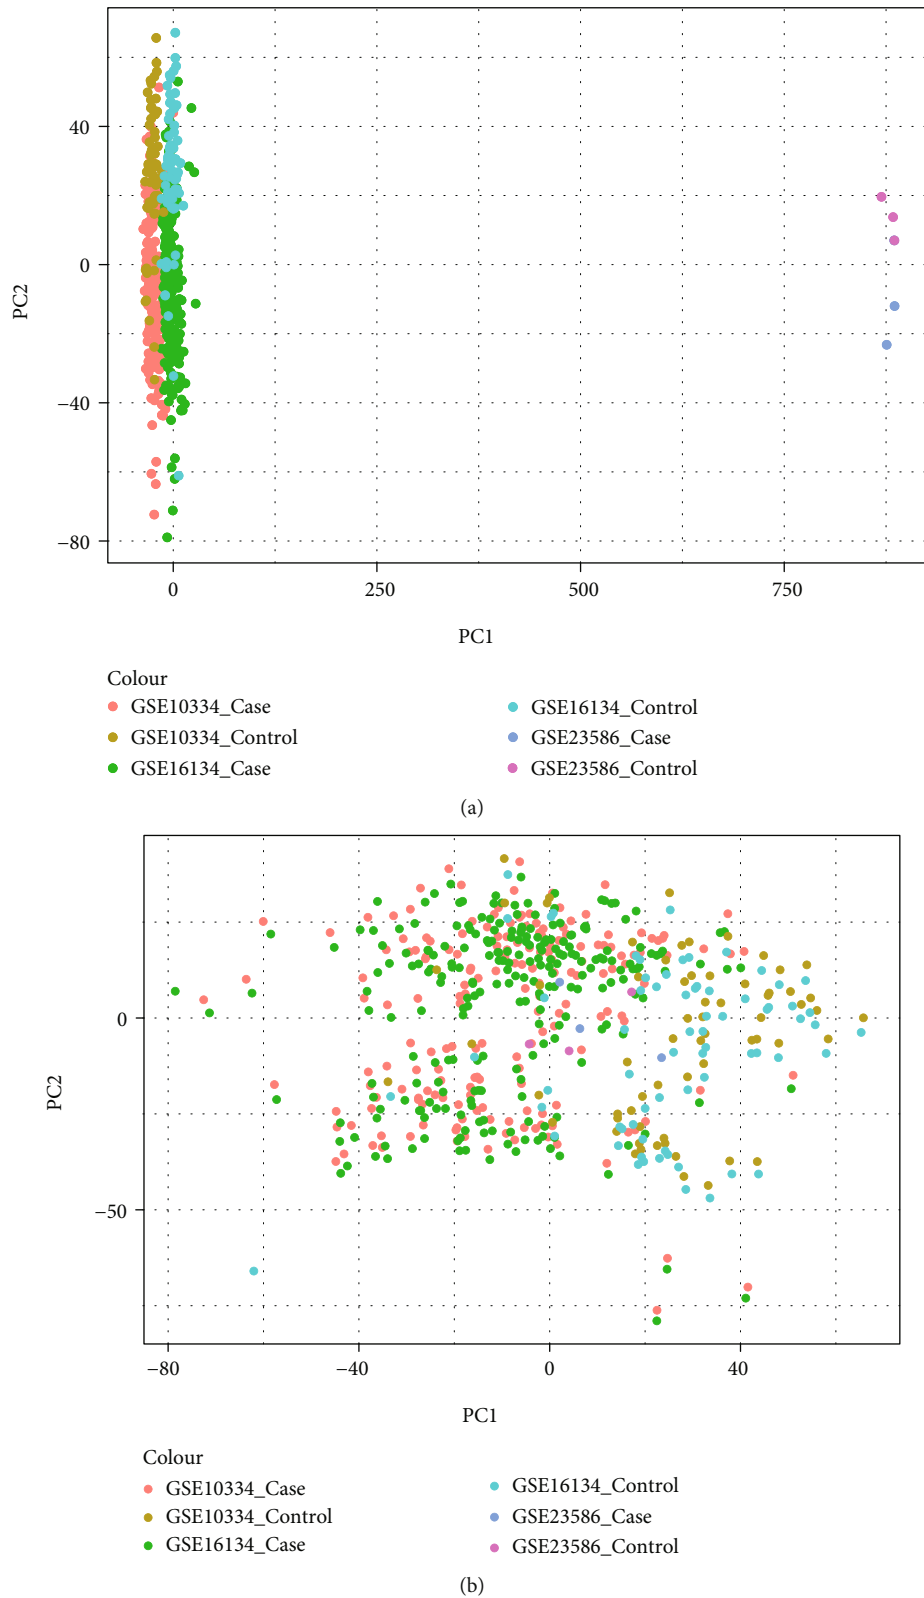 40
0
−40
−80
PC2
0
250
500
750
PC1
Colour
GSE10334_Case
GSE10334_Control
GSE16134_Case
GSE16134_Control
GSE23586_Case
GSE23586_Control
(a)
0
−50
PC2
−80
−40
0
40
PC1
Colour
GSE10334_Case
GSE10334_Control
GSE16134_Case
GSE16134_Control
GSE23586_Case
GSE23586_Control
(b)